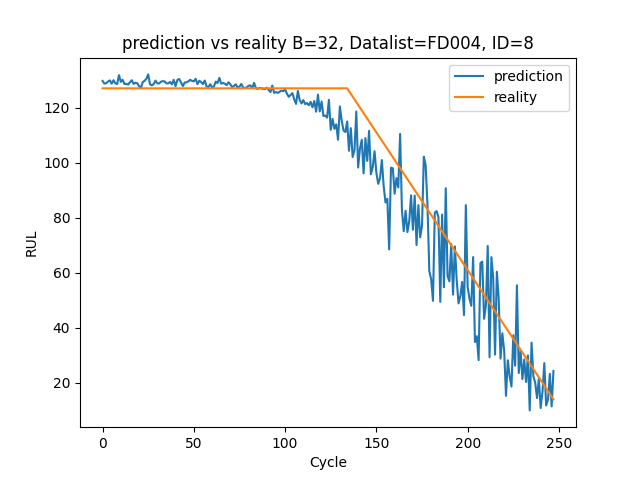 prediction vs reality B=32, Datalist=FD004, ID=8
prediction
reality
RUL
120
100
80
60
40
20
0 50 100 150 200 250
Cycle